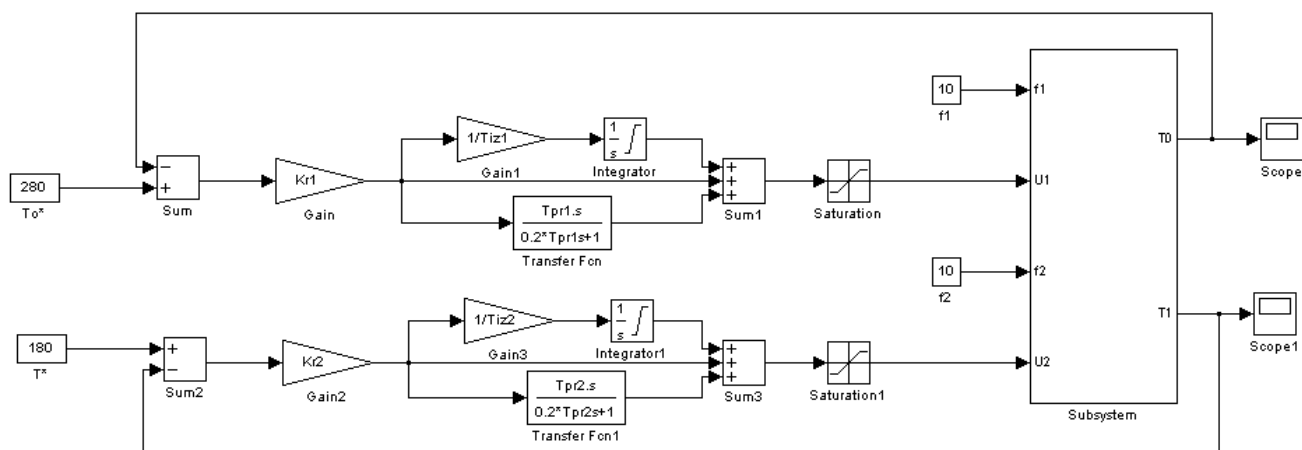 10
f1
f1
1/Tiz1
1
s
T0
Gain1
Integrator
Scope
−
+
Kr1
+
+
+
U1
280
To*
Sum
Gain
Tpr1.s
0.2*Tpr1s+1
Transfer Fcn
Sum1
Saturation
10
f2
f2
1/Tiz2
1
s
T1
Gain3
Integrator1
Scope1
180
T*
+
−
Kr2
+
+
+
U2
Sum2
Gain2
Tpr2.s
0.2*Tpr2s+1
Transfer Fcn1
Sum3
Saturation1
Subsystem